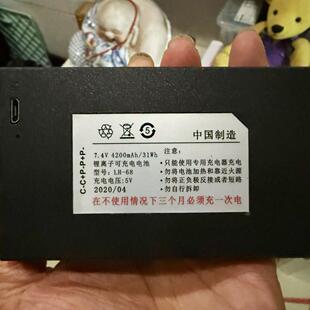 C-C+P+P+P-
5
中国制造
7.4V 4200mAh/31Wh
锂离子可充电电池
型号: LH-68
充电电压:5V
2020/04
·只能使用专用充电器充电
·勿将电池加热和靠近火源
·勿拆卸电池
·勿将正负极反接或者短路
在不使用情况下三个月必须充一次电